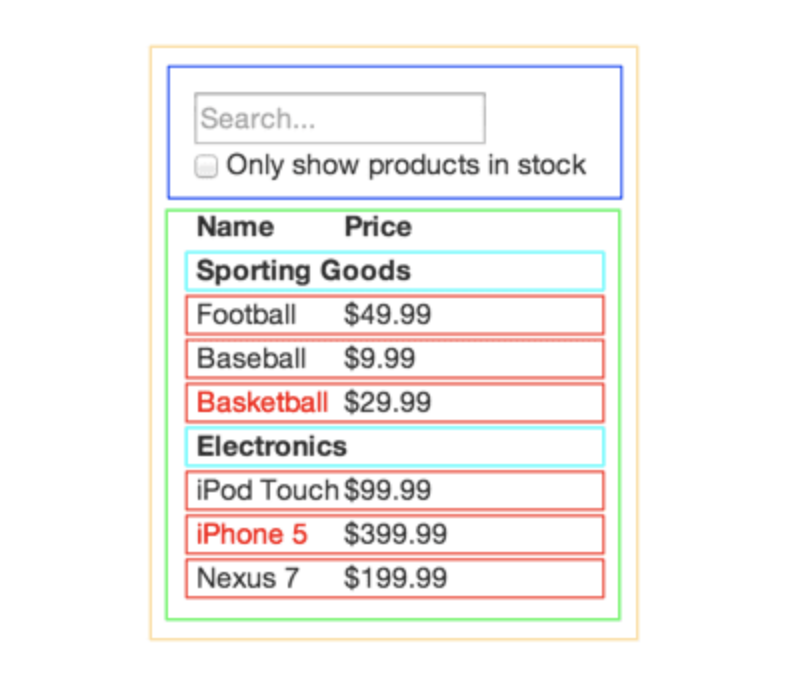 Search...
Only show products in stock
Name Price
Sporting Goods
Football $49.99
Baseball $9.99
Basketball $29.99
Electronics
iPod Touch $99.99
iPhone 5 $399.99
Nexus 7 $199.99